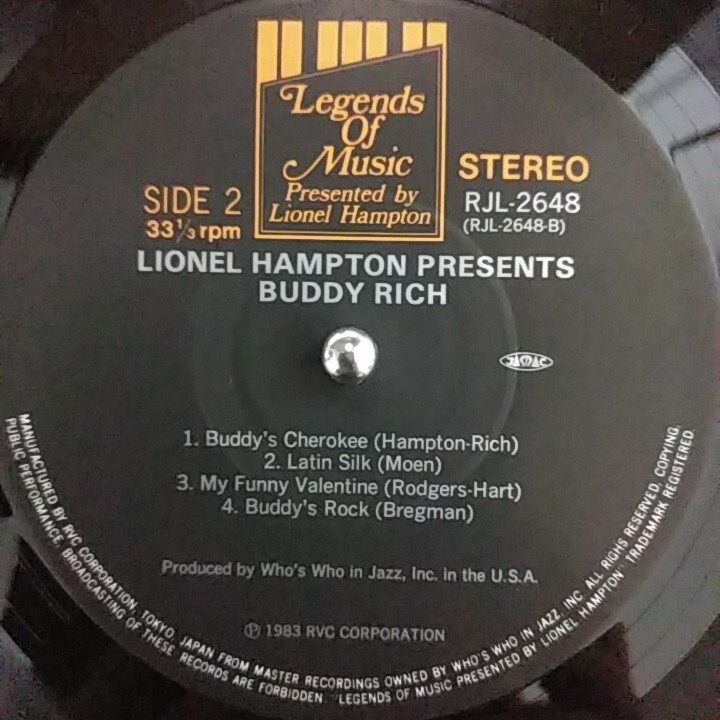 Legends
Of
Music
Presented by
Lionel Hampton
SIDE 2
33⅓ rpm
STEREO
RJL-2648
(RJL-2648-B)
LIONEL HAMPTON PRESENTS
BUDDY RICH
JASRAC
1. Buddy's Cherokee (Hampton-Rich)
2. Latin Silk (Moen)
3. My Funny Valentine (Rodgers-Hart)
4. Buddy's Rock (Bregman)
Produced by Who's Who in Jazz, Inc. in the U.S.A.
Ⓟ 1983 RVC CORPORATION
MANUFACTURED BY RVC CORPORATION, TOKYO, JAPAN FROM MASTER RECORDINGS OWNED BY WHO'S WHO IN JAZZ, INC. ALL RIGHS RESERVED. COPYING,
PUBLIC PERFORMANCE, BROADCASTING OF THESE RECORDS ARE FORBIDDEN. "LEGENDS OF MUSIC PRESENTED BY LIONEL HAMPTON" TRADEMARK REGISTERED.